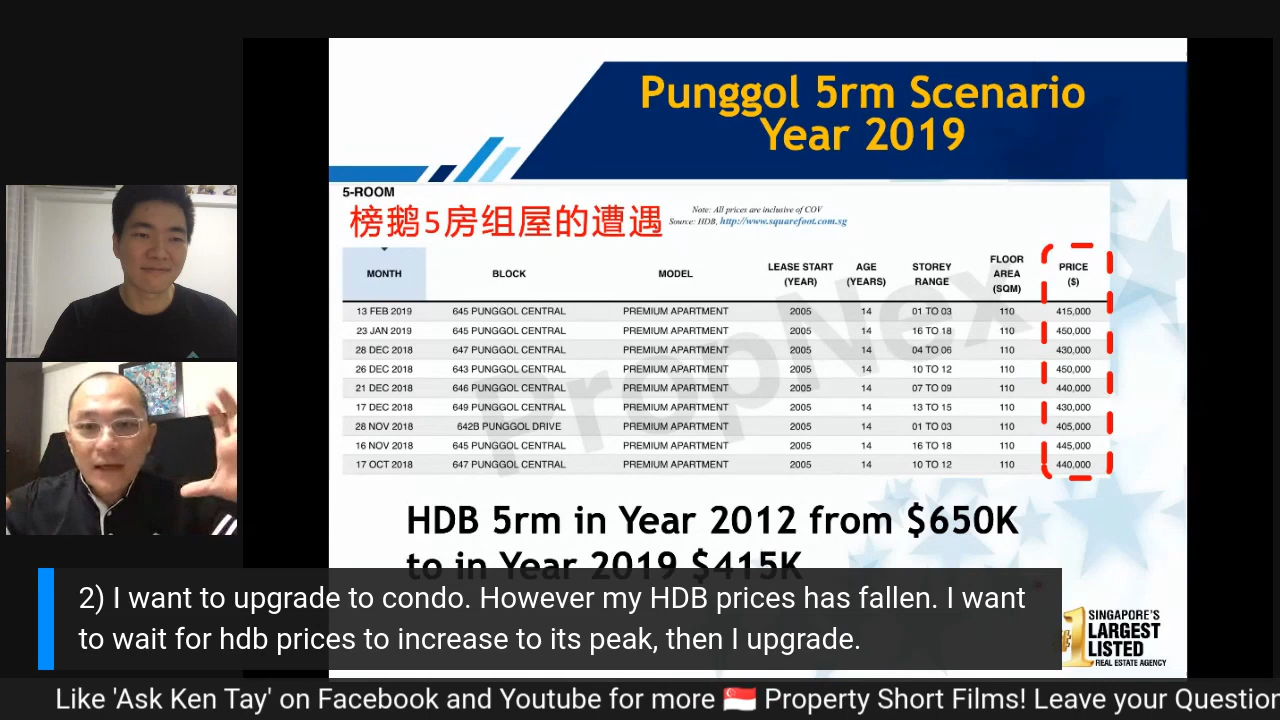 Punggol 5rm Scenario
Year 2019
5-ROOM
榜鹅5房组屋的遭遇
Note: All prices are inclusive of COV
Source: HDB, http://www.squarefoot.com.sg
MONTH BLOCK MODEL LEASE START (YEAR) AGE (YEARS) STOREY RANGE FLOOR AREA (SQM) PRICE ($)
13 FEB 2019 645 PUNGGOL CENTRAL PREMIUM APARTMENT 2005 14 01 TO 03 110 415,000
23 JAN 2019 645 PUNGGOL CENTRAL PREMIUM APARTMENT 2005 14 16 TO 18 110 450,000
28 DEC 2018 647 PUNGGOL CENTRAL PREMIUM APARTMENT 2005 14 04 TO 06 110 430,000
26 DEC 2018 643 PUNGGOL CENTRAL PREMIUM APARTMENT 2005 14 10 TO 12 110 450,000
21 DEC 2018 646 PUNGGOL CENTRAL PREMIUM APARTMENT 2005 14 07 TO 09 110 440,000
17 DEC 2018 649 PUNGGOL CENTRAL PREMIUM APARTMENT 2005 14 13 TO 15 110 430,000
28 NOV 2018 642B PUNGGOL DRIVE PREMIUM APARTMENT 2005 14 01 TO 03 110 405,000
16 NOV 2018 645 PUNGGOL CENTRAL PREMIUM APARTMENT 2005 14 16 TO 18 110 445,000
17 OCT 2018 647 PUNGGOL CENTRAL PREMIUM APARTMENT 2005 14 10 TO 12 110 440,000
PropNex
HDB 5rm in Year 2012 from $650K
to in Year 2019 $415K
2) I want to upgrade to condo. However my HDB prices has fallen. I want
to wait for hdb prices to increase to its peak, then I upgrade.
#1 SINGAPORE'S
LARGEST
LISTED
REAL ESTATE AGENCY
Like 'Ask Ken Tay' on Facebook and Youtube for more 🇸🇬 Property Short Films! Leave your Question